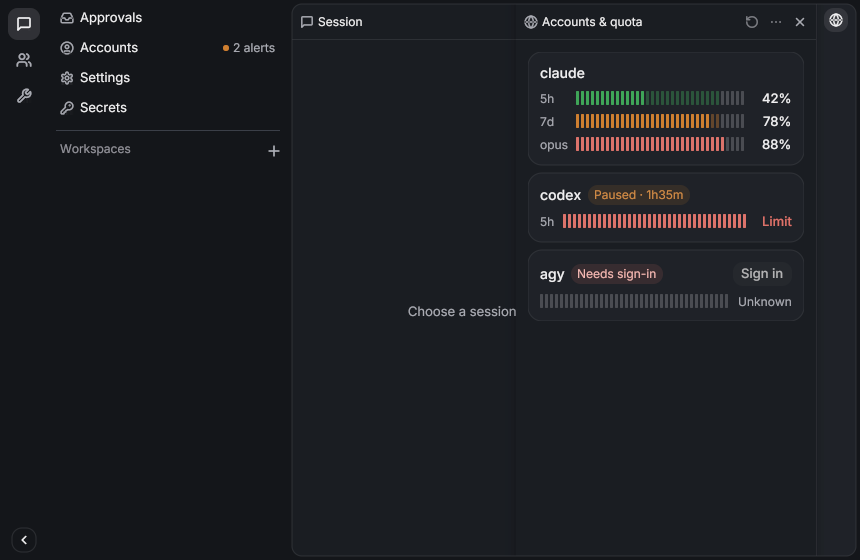 Approvals
Accounts
2 alerts
Settings
Secrets
Workspaces
Session
Choose a session
Accounts & quota
claude
5h 42%
7d 78%
opus 88%
codex Paused · 1h35m
5h Limit
agy Needs sign-in Sign in
Unknown